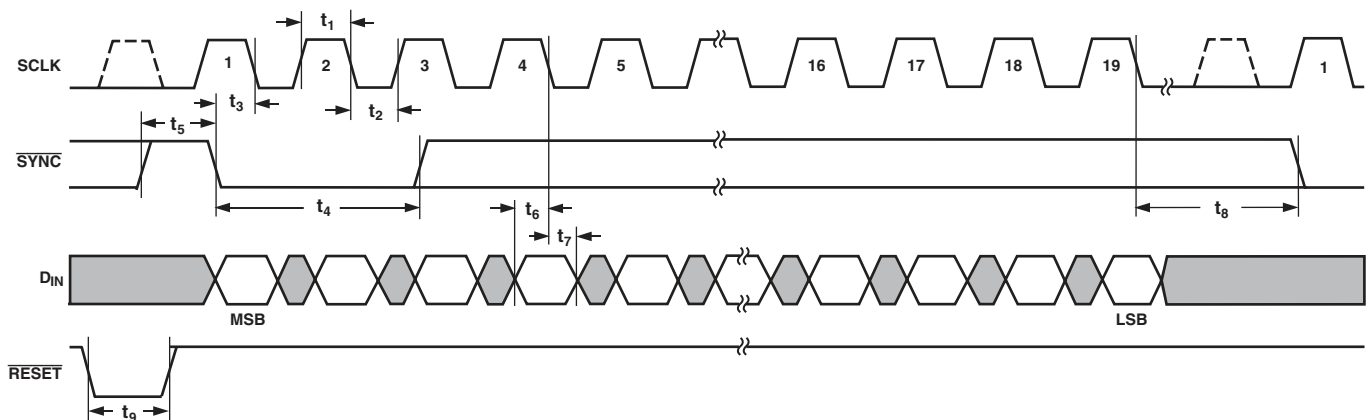 SCLK 1 2 3 4 5 16 17 18 19 1
t1
t3 t2
t5
SYNC
t4 t8
t6
t7
DIN
MSB LSB
RESET
t9